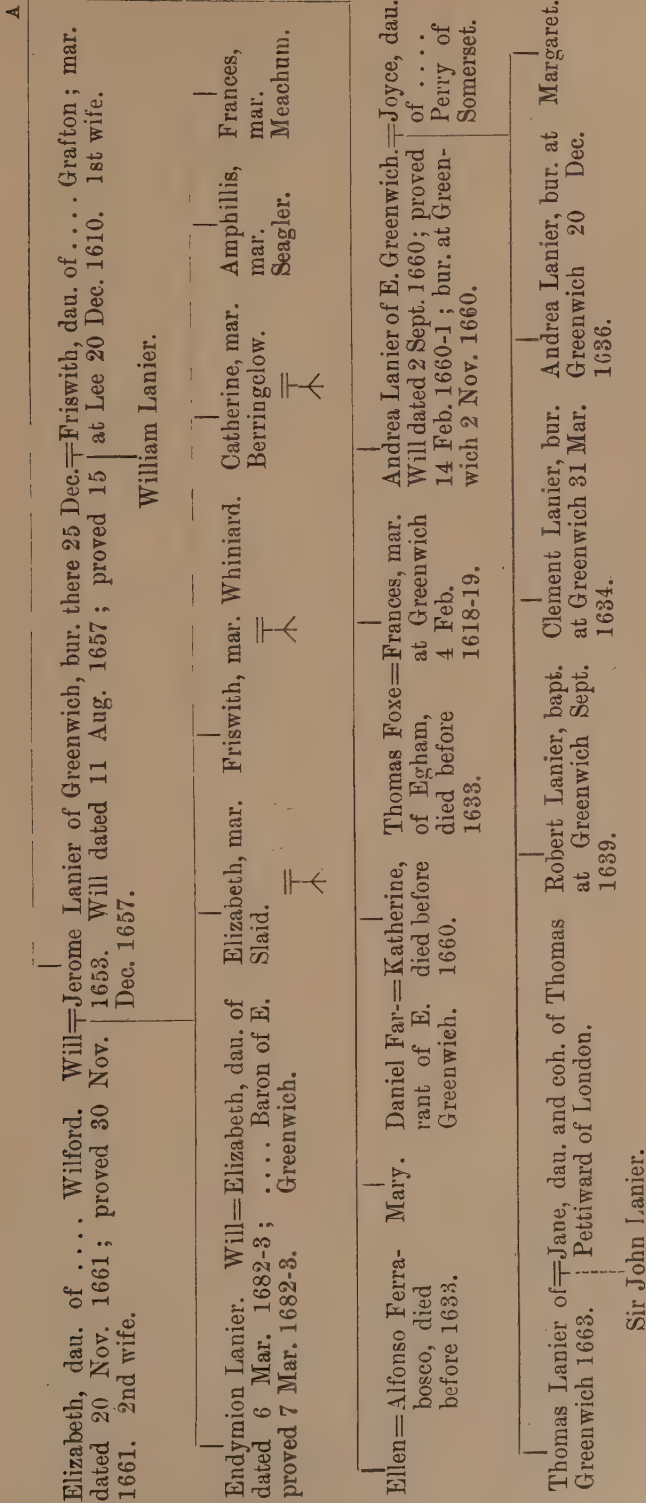 A
Elizabeth, dau. of .... Wilford. Will
dated 20 Nov. 1661; proved 30 Nov.
1661. 2nd wife.
Jerome Lanier of Greenwich, bur. there 25 Dec.
1653. Will dated 11 Aug. 1657; proved 15
Dec. 1657.
Friswith, dau. of .... Grafton; mar.
at Lee 20 Dec. 1610. 1st wife.
William Lanier.
Endymion Lanier. Will
dated 6 Mar. 1682-3;
proved 7 Mar. 1682-3.
Elizabeth, dau. of
.... Baron of E.
Greenwich.
Elizabeth, mar.
Slaid.
Friswith, mar. Whiniard.
Catherine, mar.
Berringclow.
Amphillis,
mar.
Seagler.
Frances,
mar.
Meachum.
Ellen=Alfonso Ferra-
bosco, died
before 1633.
Mary.
Daniel Far-
rant of E.
Greenwich.
Katherine,
died before
1660.
Thomas Foxe
of Egham,
died before
1633.
Frances, mar.
at Greenwich
4 Feb.
1618-19.
Andrea Lanier of E. Greenwich.
Will dated 2 Sept. 1660; proved
14 Feb. 1660-1; bur. at Green-
wich 2 Nov. 1660.
Joyce, dau.
of .....
Perry of
Somerset.
Thomas Lanier of
Greenwich 1663.
Jane, dau. and coh. of Thomas
Pettiward of London.
Sir John Lanier.
Robert Lanier, bapt.
at Greenwich Sept.
1639.
Clement Lanier, bur.
at Greenwich 31 Mar.
1634.
Andrea Lanier, bur. at
Greenwich 20 Dec.
1636.
Margaret.